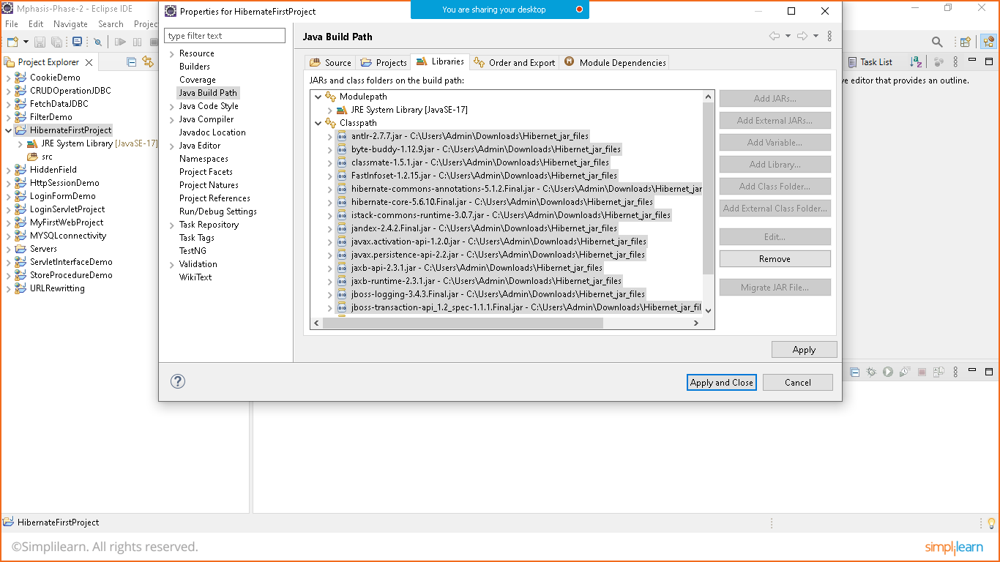 Mphasis-Phase-2 - Eclipse IDE
File Edit Navigate Search Projec
Project Explorer
CookieDemo
CRUDOperationJDBC
FetchDataJDBC
FilterDemo
HibernateFirstProject
JRE System Library [JavaSE-17]
src
HiddenField
HttpSessionDemo
LoginFormDemo
LoginServletProject
MyFirstWebProject
MYSQLconnectivity
Servers
ServletInterfaceDemo
StoreProcedureDemo
URLRewritting
You are sharing your desktop
Properties for HibernateFirstProject
type filter text
Resource
Builders
Coverage
Java Build Path
Java Code Style
Java Compiler
Javadoc Location
Java Editor
Namespaces
Project Facets
Project Natures
Project References
Run/Debug Settings
Task Repository
Task Tags
TestNG
Validation
WikiText
Java Build Path
Source Projects Libraries Order and Export Module Dependencies
JARs and class folders on the build path:
Modulepath
JRE System Library [JavaSE-17]
Classpath
antlr-2.7.7.jar - C:\Users\Admin\Downloads\Hibernet_jar_files
byte-buddy-1.12.9.jar - C:\Users\Admin\Downloads\Hibernet_jar_files
classmate-1.5.1.jar - C:\Users\Admin\Downloads\Hibernet_jar_files
FastInfoset-1.2.15.jar - C:\Users\Admin\Downloads\Hibernet_jar_files
hibernate-commons-annotations-5.1.2.Final.jar - C:\Users\Admin\Downloads\Hibernet_jar
hibernate-core-5.6.10.Final.jar - C:\Users\Admin\Downloads\Hibernet_jar_files
istack-commons-runtime-3.0.7.jar - C:\Users\Admin\Downloads\Hibernet_jar_files
jandex-2.4.2.Final.jar - C:\Users\Admin\Downloads\Hibernet_jar_files
javax.activation-api-1.2.0.jar - C:\Users\Admin\Downloads\Hibernet_jar_files
javax.persistence-api-2.2.jar - C:\Users\Admin\Downloads\Hibernet_jar_files
jaxb-api-2.3.1.jar - C:\Users\Admin\Downloads\Hibernet_jar_files
jaxb-runtime-2.3.1.jar - C:\Users\Admin\Downloads\Hibernet_jar_files
jboss-logging-3.4.3.Final.jar - C:\Users\Admin\Downloads\Hibernet_jar_files
jboss-transaction-api_1.2_spec-1.1.1.Final.jar - C:\Users\Admin\Downloads\Hibernet_jar_fil
Add JARs...
Add External JARs...
Add Variable...
Add Library...
Add Class Folder...
Add External Class Folder...
Edit...
Remove
Migrate JAR File...
Apply
Apply and Close Cancel
Task List
ve editor that provides an outline.
HibernateFirstProject
©Simplilearn. All rights reserved.
simplilearn